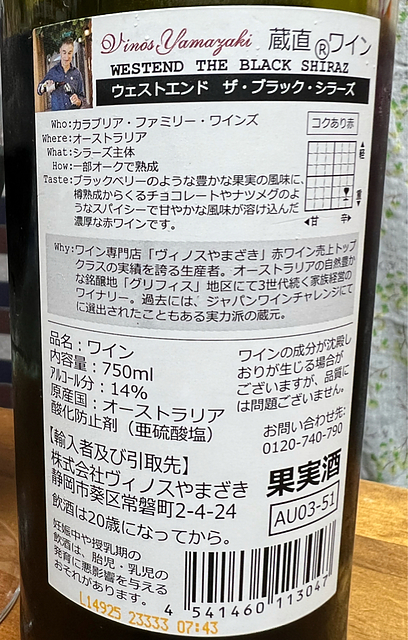 Vinos Yamazaki 蔵直®ワイン
WESTEND THE BLACK SHIRAZ
ウェストエンド ザ・ブラック・シラーズ
Who:カラブリア・ファミリー・ワインズ
Where:オーストラリア
What:シラーズ主体
How:一部オークで熟成
Taste:ブラックベリーのような豊かな果実の風味に、
樽熟成からくるチョコレートやナツメグのよ
うなスパイシーで甘やかな風味が溶け込んだ
濃厚な赤ワインです。
コクあり赤
軽
重
◀甘 辛▶
Why:ワイン専門店「ヴィノスやまざき」赤ワイン売上トップ
クラスの実績を誇る生産者。オーストラリアの自然豊か
な銘醸地「グリフィス」地区にて3世代続く家族経営の
ワイナリー。過去には、ジャパンワインチャレンジにて
に選出されたこともある実力派の蔵元。
品名：ワイン
内容量：750ml
アルコール分：14%
原産国：オーストラリア
酸化防止剤（亜硫酸塩）
ワインの成分が沈殿し
おりが生じる場合が
ございますが、品質に
は問題ございません。
お問い合わせ先:
0120-740-790
【輸入者及び引取先】
株式会社ヴィノスやまざき
静岡市葵区常磐町2-4-24
飲酒は20歳になってから。
果実酒
AU03-51
妊娠中や授乳期の
飲酒は、胎児・乳児の
発育に悪影響を与える
おそれがあります。
4 541460 113047
L14925 23333 07:43